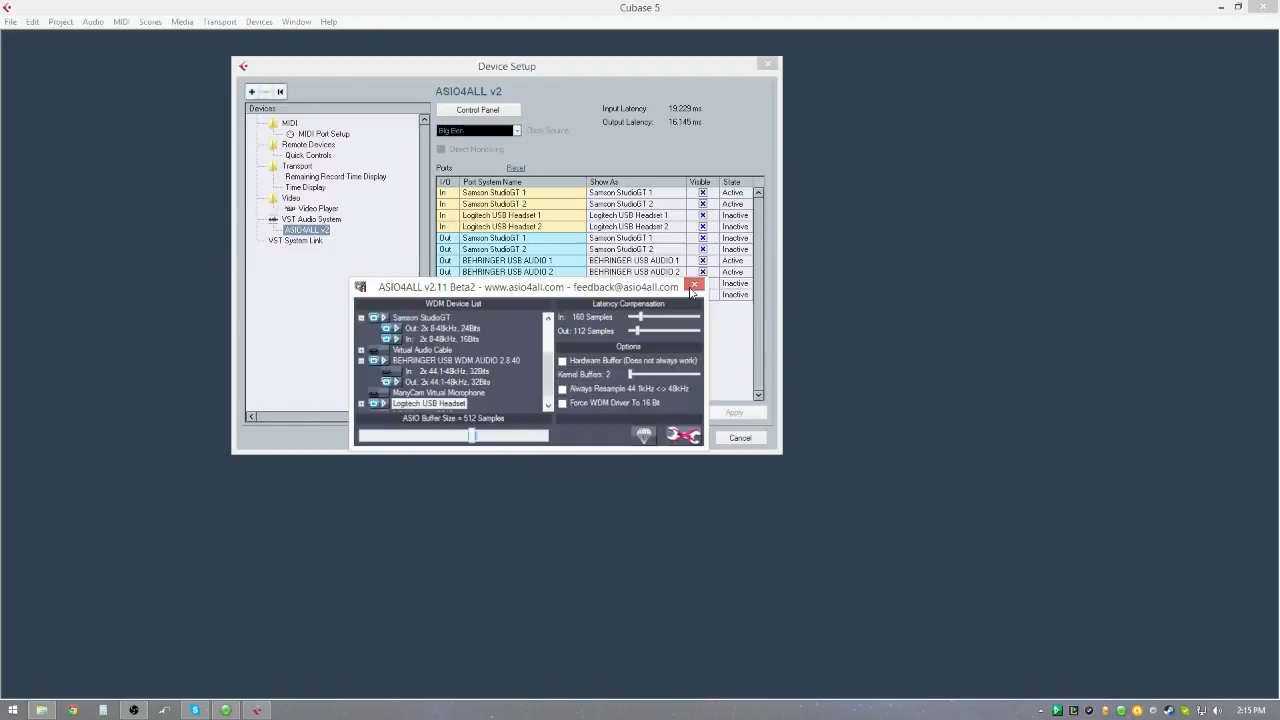 Cubase 5
File Edit Project Audio MIDI Scores Media Transport Devices Window Help
Device Setup
Devices
MIDI
MIDI Port Setup
Remote Devices
Quick Controls
Transport
Remaining Record Time Display
Time Display
Video
Video Player
VST Audio System
ASIO4ALL v2
VST System Link
ASIO4ALL v2
Control Panel
Input Latency: 19.229 ms
Output Latency: 16.145 ms
Big Ben Clock Source
Direct Monitoring
Ports Reset
I/O Port System Name Show As Visible State
In Samson StudioGT 1 Samson StudioGT 1 Active
In Samson StudioGT 2 Samson StudioGT 2 Active
In Logitech USB Headset 1 Logitech USB Headset 1 Inactive
In Logitech USB Headset 2 Logitech USB Headset 2 Inactive
Out Samson StudioGT 1 Samson StudioGT 1 Inactive
Out Samson StudioGT 2 Samson StudioGT 2 Inactive
Out BEHRINGER USB AUDIO 1 BEHRINGER USB AUDIO 1 Active
Out BEHRINGER USB AUDIO 2 BEHRINGER USB AUDIO 2 Active
Inactive
Inactive
Apply
Cancel
ASIO4ALL v2.11 Beta2 - www.asio4all.com - feedback@asio4all.com
WDM Device List
Samson StudioGT
Out: 2x 8-48kHz, 24Bits
In: 2x 8-48kHz, 16Bits
Virtual Audio Cable
BEHRINGER USB WDM AUDIO 2.8.40
In: 2x 44.1-48kHz, 32Bits
Out: 2x 44.1-48kHz, 32Bits
ManyCam Virtual Microphone
Logitech USB Headset
ASIO Buffer Size = 512 Samples
Latency Compensation
In: 160 Samples
Out: 112 Samples
Options
Hardware Buffer (Does not always work)
Kernel Buffers: 2
Always Resample 44.1kHz <-> 48kHz
Force WDM Driver To 16 Bit
2:15 PM